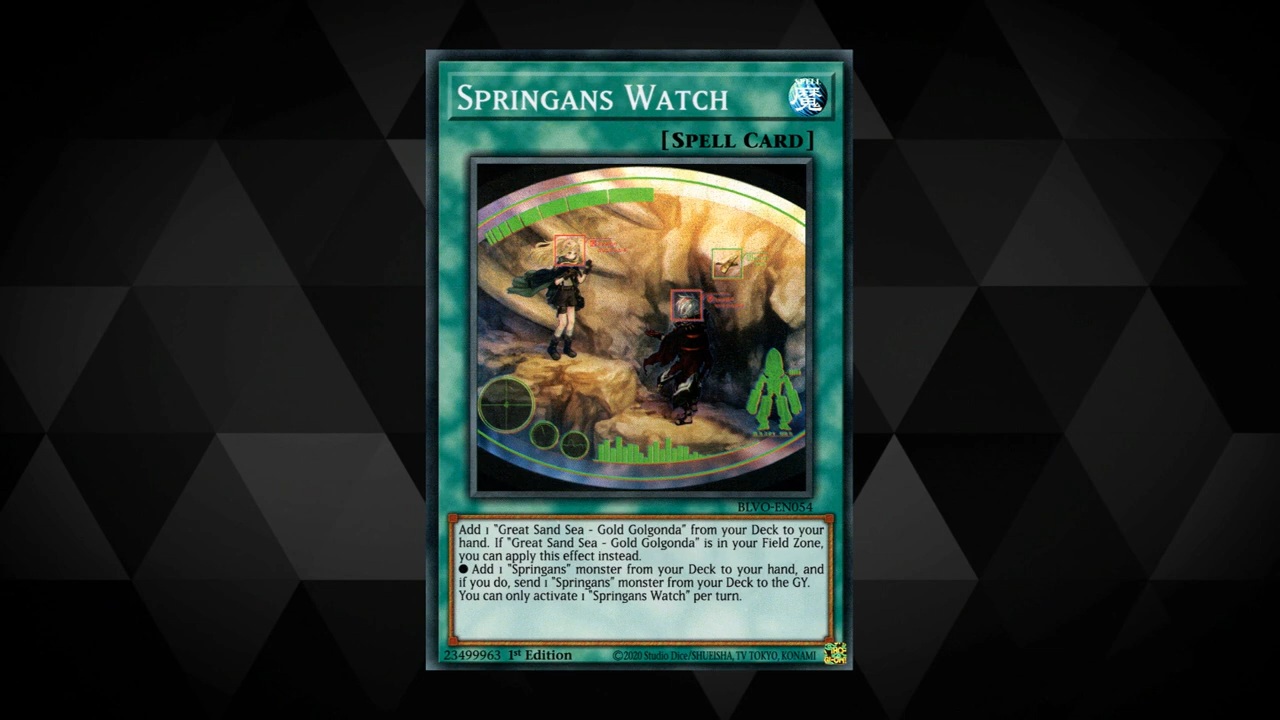 SPRINGANS WATCH
SPELL
魔
[SPELL CARD]
BLVO-EN054
Add 1 "Great Sand Sea - Gold Golgonda" from your Deck to your
hand. If "Great Sand Sea - Gold Golgonda" is in your Field Zone,
you can apply this effect instead.
● Add 1 "Springans" monster from your Deck to your hand, and
if you do, send 1 "Springans" monster from your Deck to the GY.
You can only activate 1 "Springans Watch" per turn.
23499963 1st Edition ©2020 Studio Dice/SHUEISHA, TV TOKYO, KONAMI